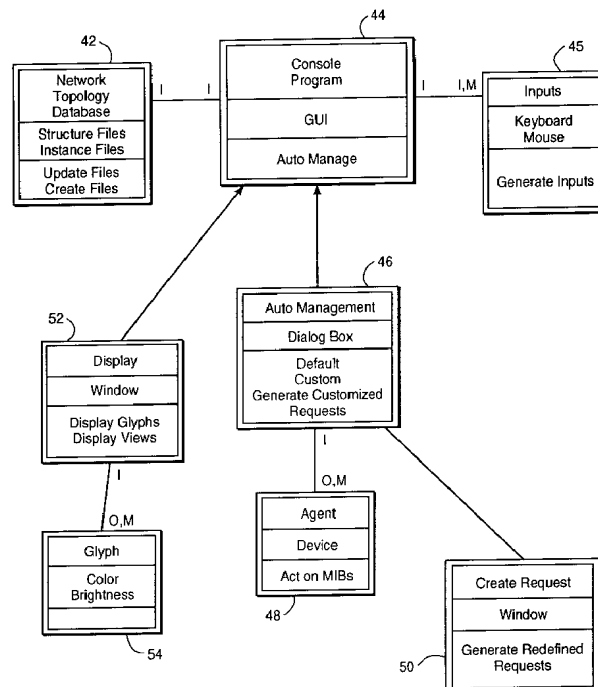 42
44
45
Network
Topology
Database
Structure Files
Instance Files
Update Files
Create Files
I
I
Console
Program
GUI
Auto Manage
I
I,M
Inputs
Keyboard
Mouse
Generate Inputs
52
Display
Window
Display Glyphs
Display Views
I
O,M
Glyph
Color
Brightness
54
46
Auto Management
Dialog Box
Default
Custom
Generate Customized
Requests
I
O,M
Agent
Device
Act on MIBs
48
Create Request
Window
Generate Redefined
Requests
50